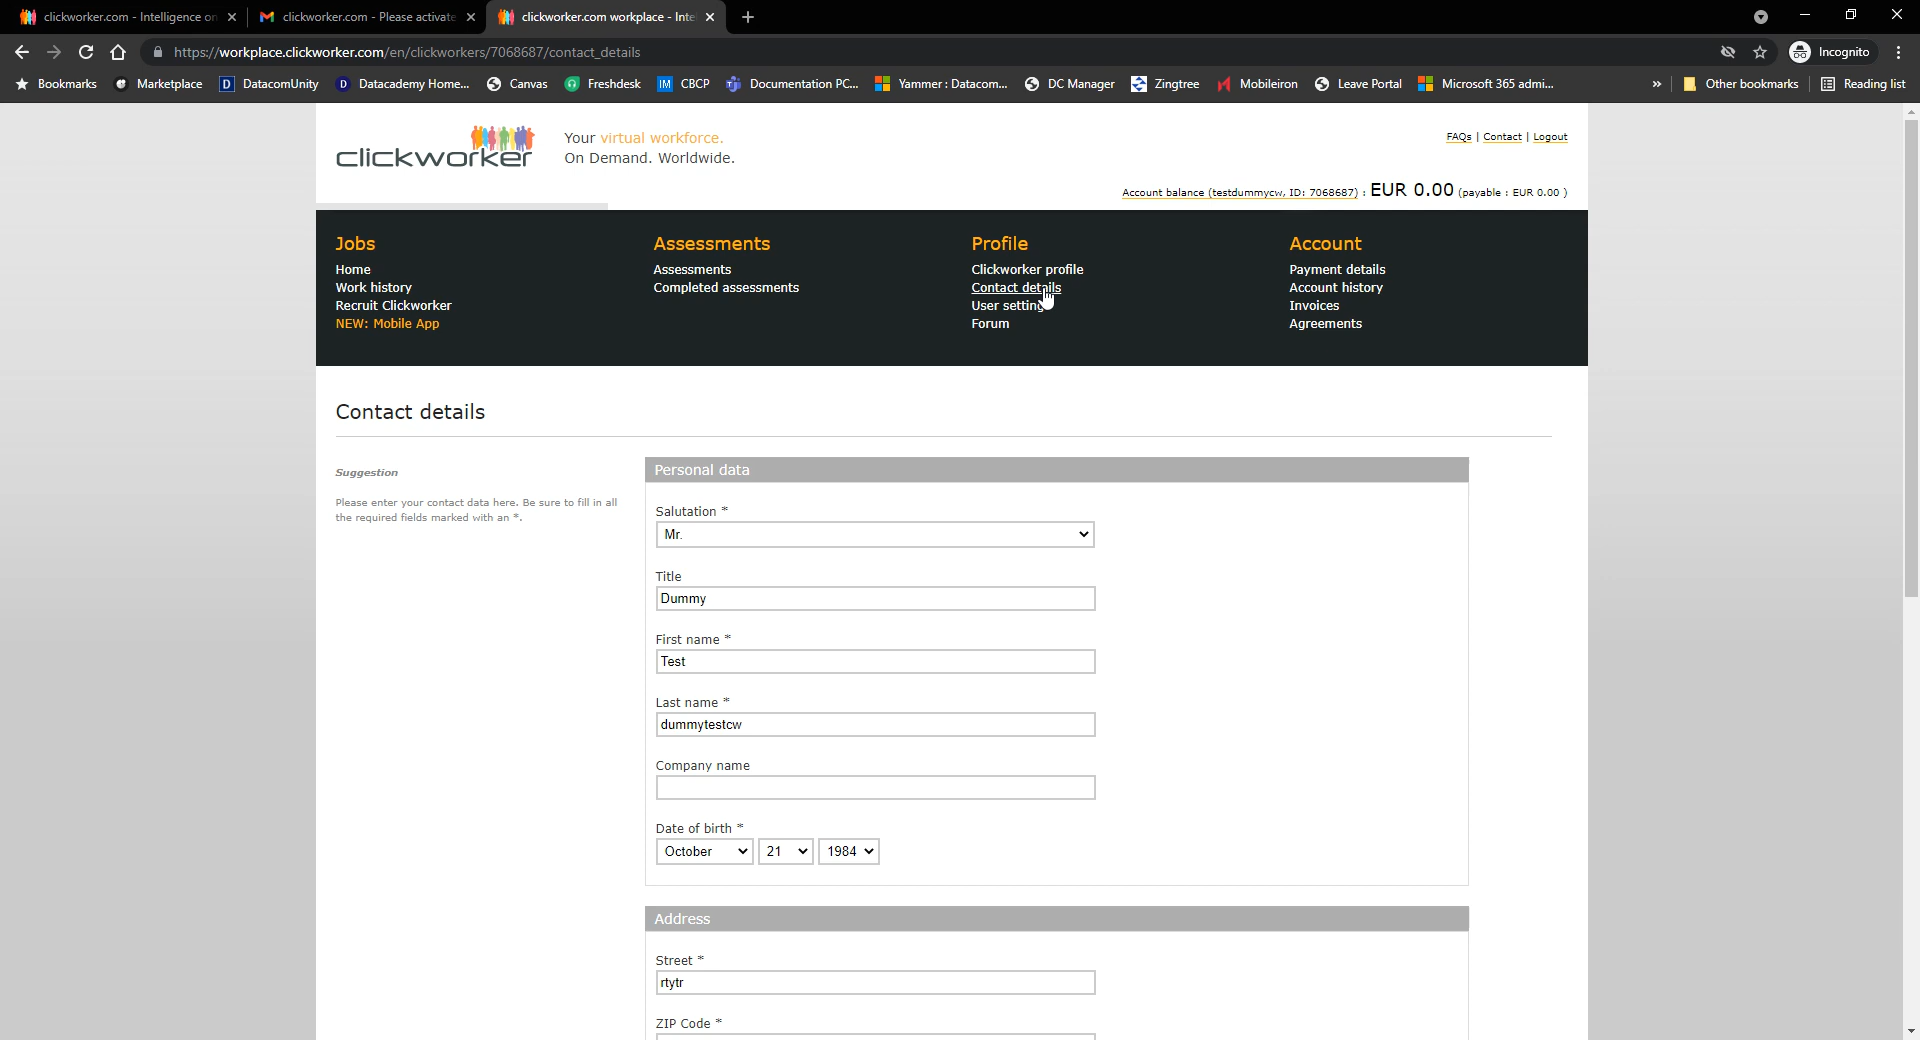 clickworker.com - Intelligence on
clickworker.com - Please activate
clickworker.com workplace - Inte
https://workplace.clickworker.com/en/clickworkers/7068687/contact_details
Incognito
Bookmarks
Marketplace
D DatacomUnity
D Datacademy Home...
Canvas
Freshdesk
IM CBCP
Documentation PC...
Yammer : Datacom...
DC Manager
Zingtree
Mobileiron
Leave Portal
Microsoft 365 admi...
»
Other bookmarks
Reading list
clickworker
Your virtual workforce.
On Demand. Worldwide.
FAQs | Contact | Logout
Account balance (testdummycw, ID: 7068687) : EUR 0.00 (payable : EUR 0.00 )
Jobs
Home
Work history
Recruit Clickworker
NEW: Mobile App
Assessments
Assessments
Completed assessments
Profile
Clickworker profile
Contact details
User setting
Forum
Account
Payment details
Account history
Invoices
Agreements
Contact details
Suggestion
Please enter your contact data here. Be sure to fill in all
the required fields marked with an *.
Personal data
Salutation *
Mr.
Title
Dummy
First name *
Test
Last name *
dummytestcw
Company name
Date of birth *
October 21 1984
Address
Street *
rtytr
ZIP Code *